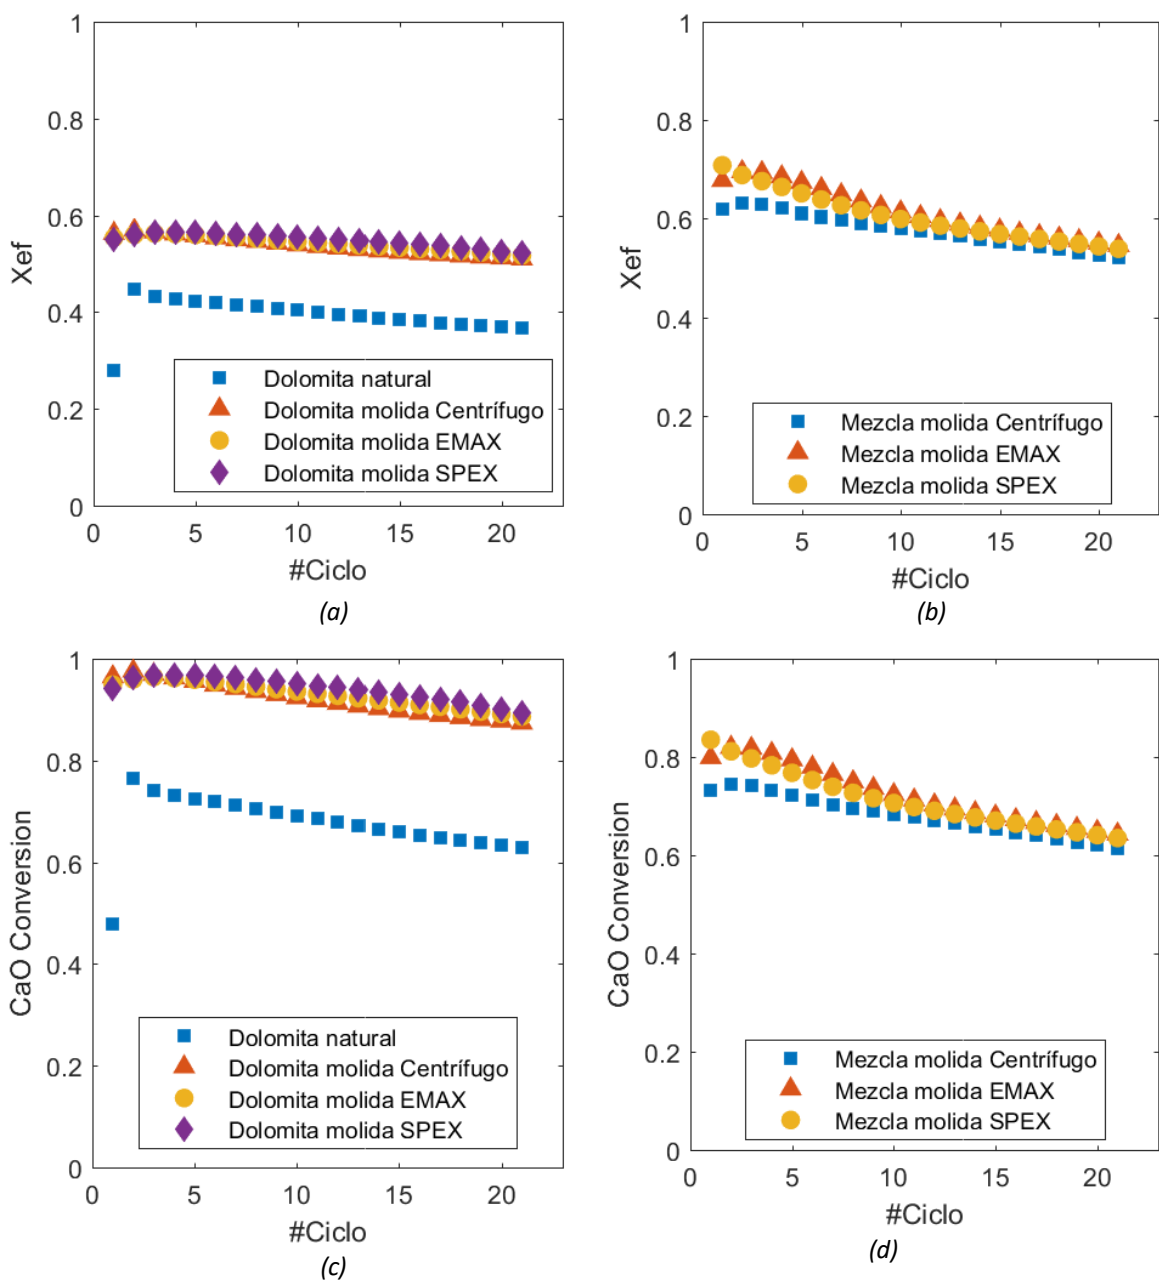 1
0.8
0.6
0.4
0.2
0
Xef
Dolomita natural
Dolomita molida Centrífugo
Dolomita molida EMAX
Dolomita molida SPEX
0 5 10 15 20
#Ciclo
(a)
1
0.8
0.6
0.4
0.2
0
Xef
Mezcla molida Centrífugo
Mezcla molida EMAX
Mezcla molida SPEX
0 5 10 15 20
#Ciclo
(b)
1
0.8
0.6
0.4
0.2
0
CaO Conversion
Dolomita natural
Dolomita molida Centrífugo
Dolomita molida EMAX
Dolomita molida SPEX
0 5 10 15 20
#Ciclo
(c)
1
0.8
0.6
0.4
0.2
0
CaO Conversion
Mezcla molida Centrífugo
Mezcla molida EMAX
Mezcla molida SPEX
0 5 10 15 20
#Ciclo
(d)